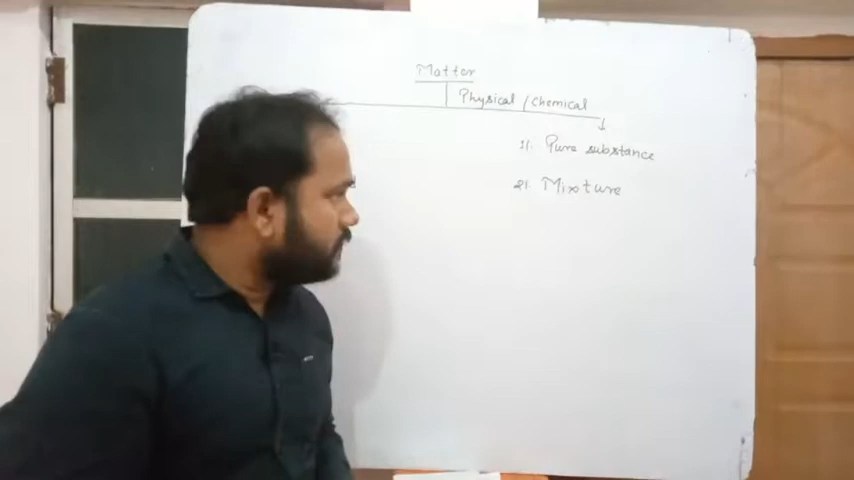 Matter
Physical / Chemical
1). Pure substance
2). Mixture